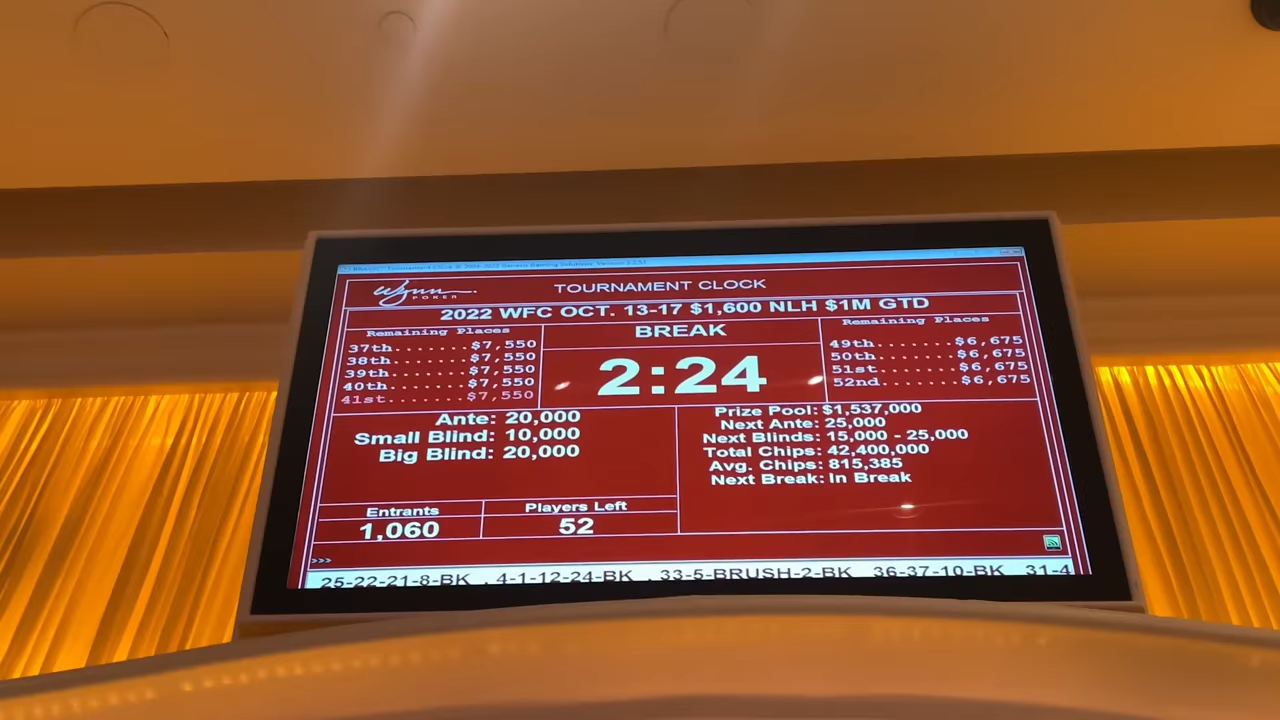 Wynn
POKER
TOURNAMENT CLOCK
2022 WFC OCT. 13-17 $1,600 NLH $1M GTD
Remaining Places
37th.......$7,550
38th.......$7,550
39th.......$7,550
40th.......$7,550
41st.......$7,550
BREAK
2:24
Remaining Places
49th.......$6,675
50th.......$6,675
51st.......$6,675
52nd.......$6,675
Ante: 20,000
Small Blind: 10,000
Big Blind: 20,000
Prize Pool: $1,537,000
Next Ante: 25,000
Next Blinds: 15,000 - 25,000
Total Chips: 42,400,000
Avg. Chips: 815,385
Next Break: In Break
Entrants
1,060
Players Left
52
>>>
25-22-21-8-BK . 4-1-12-24-BK . 33-5-BRUSH-2-BK 36-37-10-BK 31-4